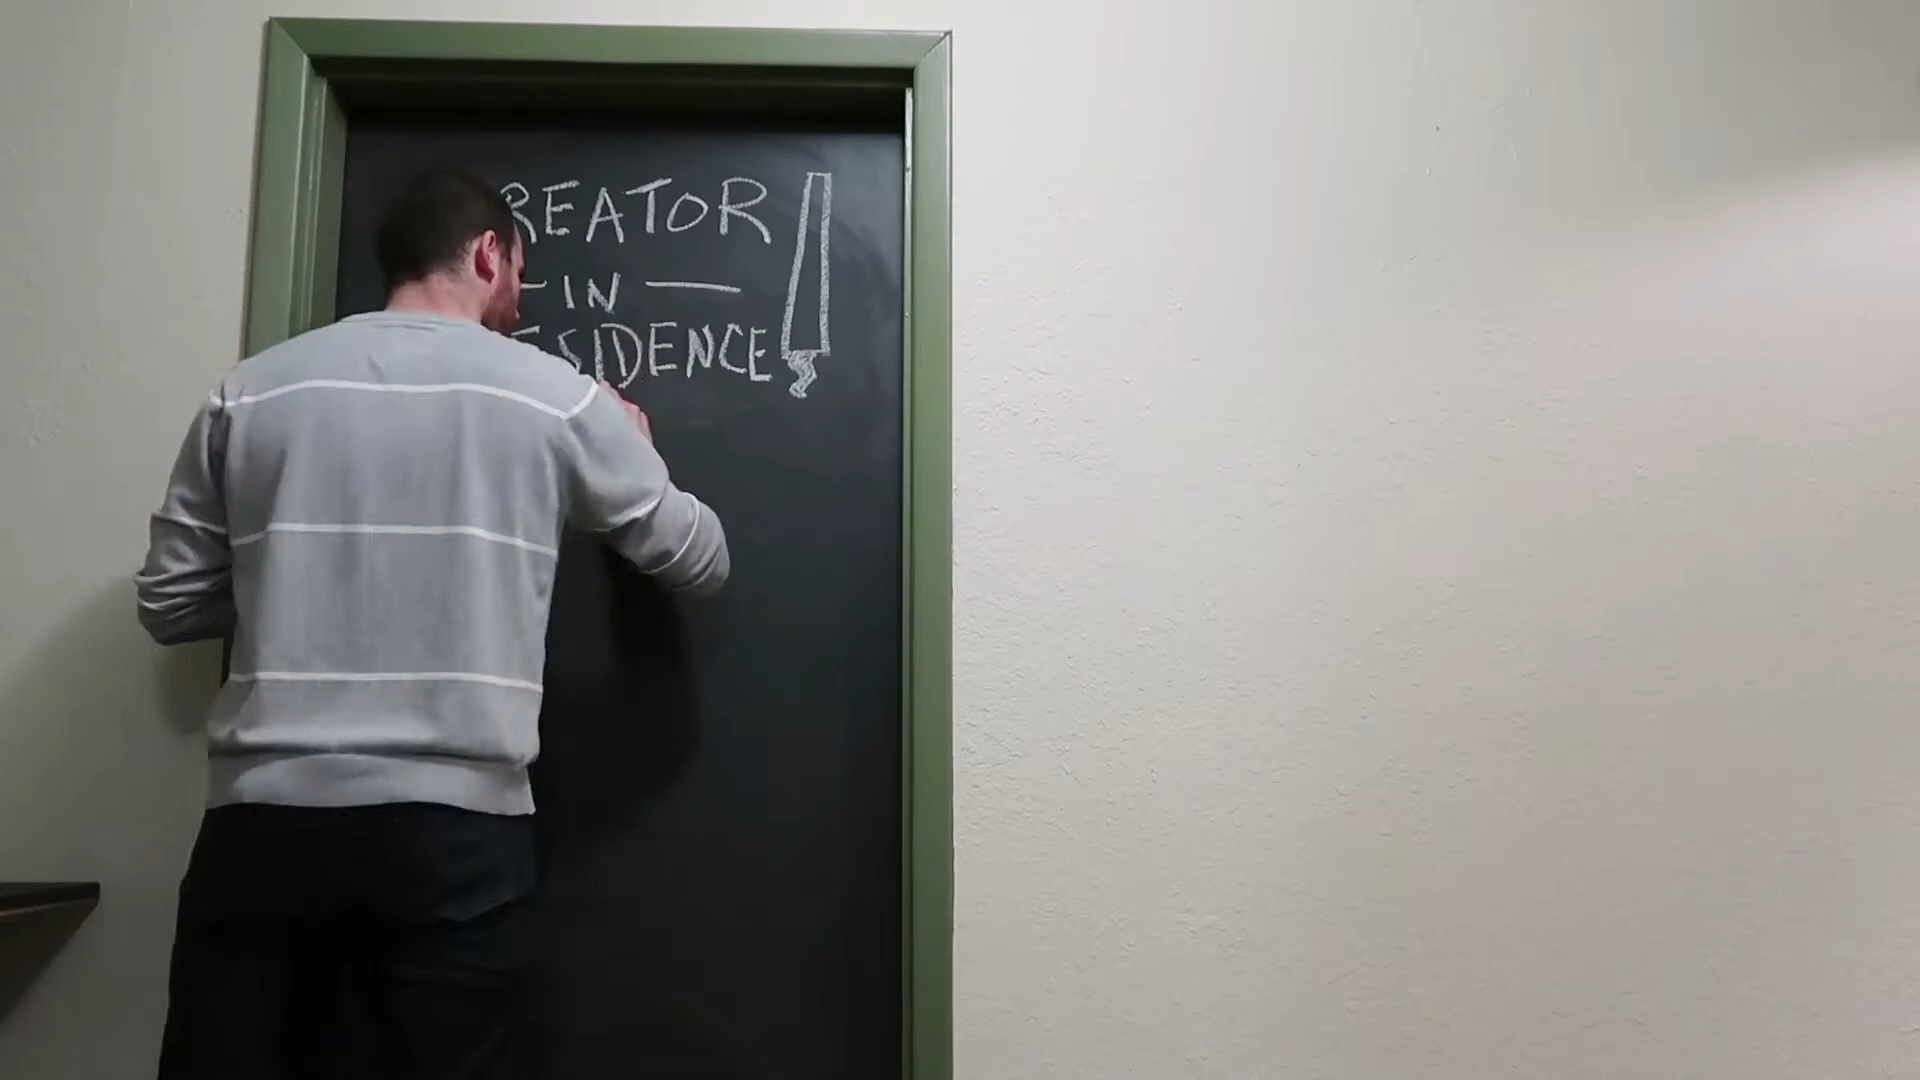 REATOR
- IN -
SIDENCE